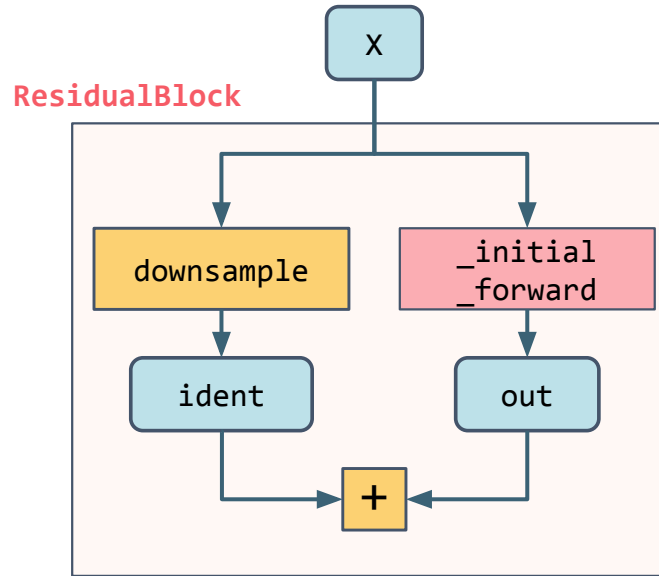 x
ResidualBlock
downsample
_initial
_forward
ident
out
+